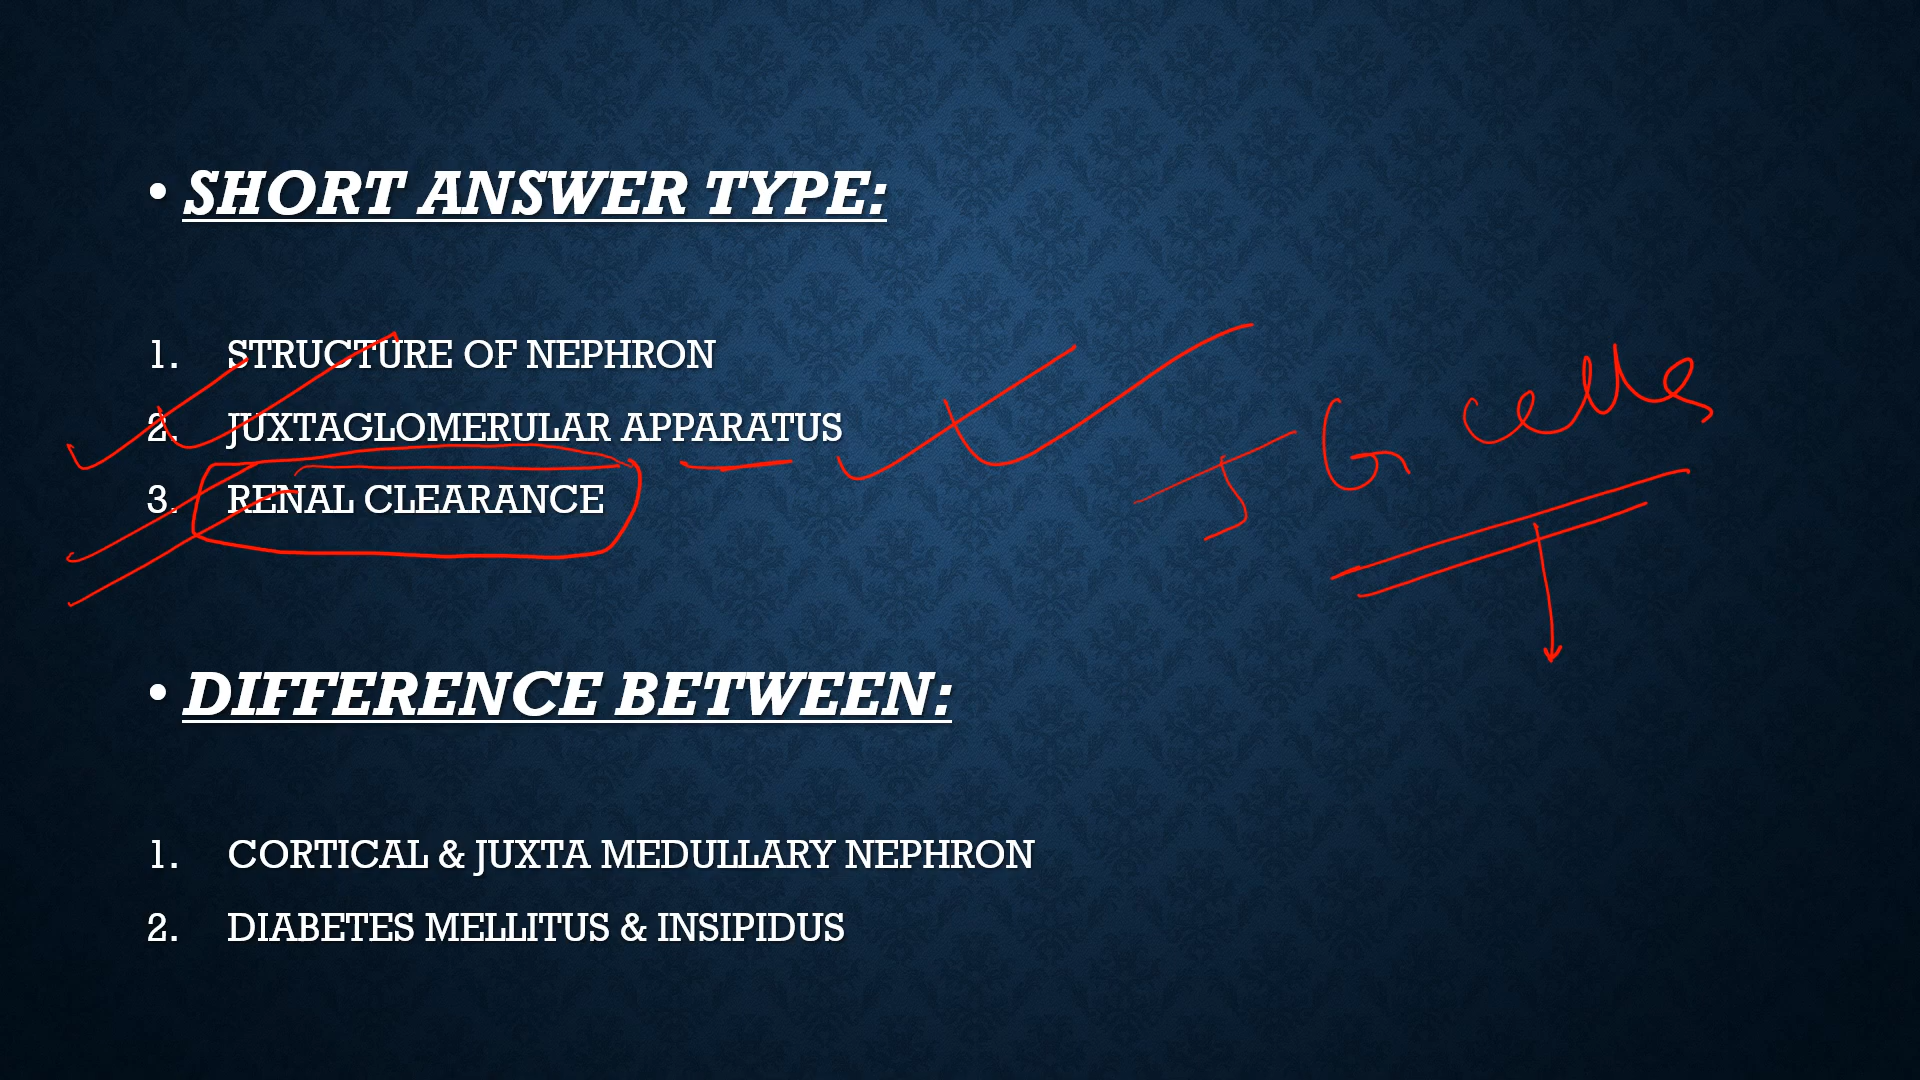 • SHORT ANSWER TYPE:
1. STRUCTURE OF NEPHRON
2. JUXTAGLOMERULAR APPARATUS
3. RENAL CLEARANCE
JG cells
• DIFFERENCE BETWEEN:
1. CORTICAL & JUXTA MEDULLARY NEPHRON
2. DIABETES MELLITUS & INSIPIDUS